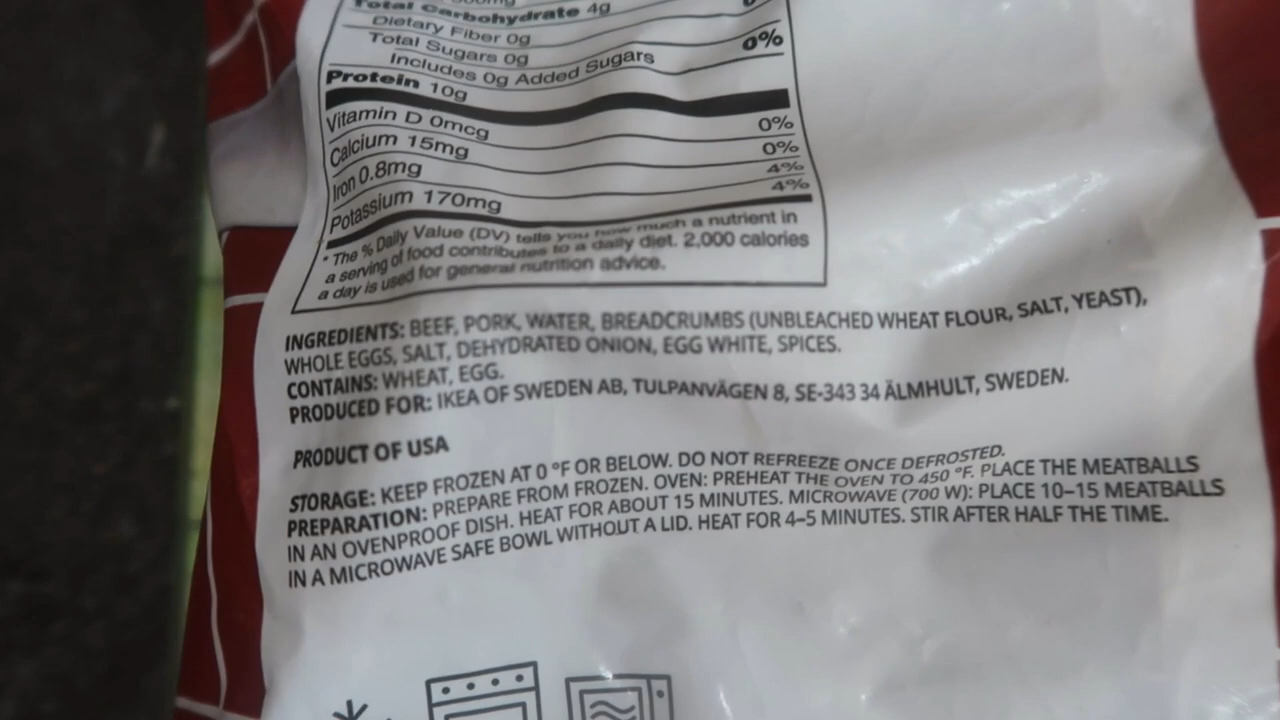 Total Carbohydrate 4g
Dietary Fiber 0g
Total Sugars 0g
Includes 0g Added Sugars 0%
Protein 10g
Vitamin D 0mcg 0%
Calcium 15mg 0%
Iron 0.8mg 4%
Potassium 170mg 4%
* The % Daily Value (DV) tells you how much a nutrient in
a serving of food contributes to a daily diet. 2,000 calories
a day is used for general nutrition advice.
INGREDIENTS: BEEF, PORK, WATER, BREADCRUMBS (UNBLEACHED WHEAT FLOUR, SALT, YEAST),
WHOLE EGGS, SALT, DEHYDRATED ONION, EGG WHITE, SPICES.
CONTAINS: WHEAT, EGG.
PRODUCED FOR: IKEA OF SWEDEN AB, TULPANVÄGEN 8, SE-343 34 ÄLMHULT, SWEDEN.
PRODUCT OF USA
STORAGE: KEEP FROZEN AT 0 °F OR BELOW. DO NOT REFREEZE ONCE DEFROSTED.
PREPARATION: PREPARE FROM FROZEN. OVEN: PREHEAT THE OVEN TO 450 °F. PLACE THE MEATBALLS
IN AN OVENPROOF DISH. HEAT FOR ABOUT 15 MINUTES. MICROWAVE (700 W): PLACE 10–15 MEATBALLS
IN A MICROWAVE SAFE BOWL WITHOUT A LID. HEAT FOR 4–5 MINUTES. STIR AFTER HALF THE TIME.